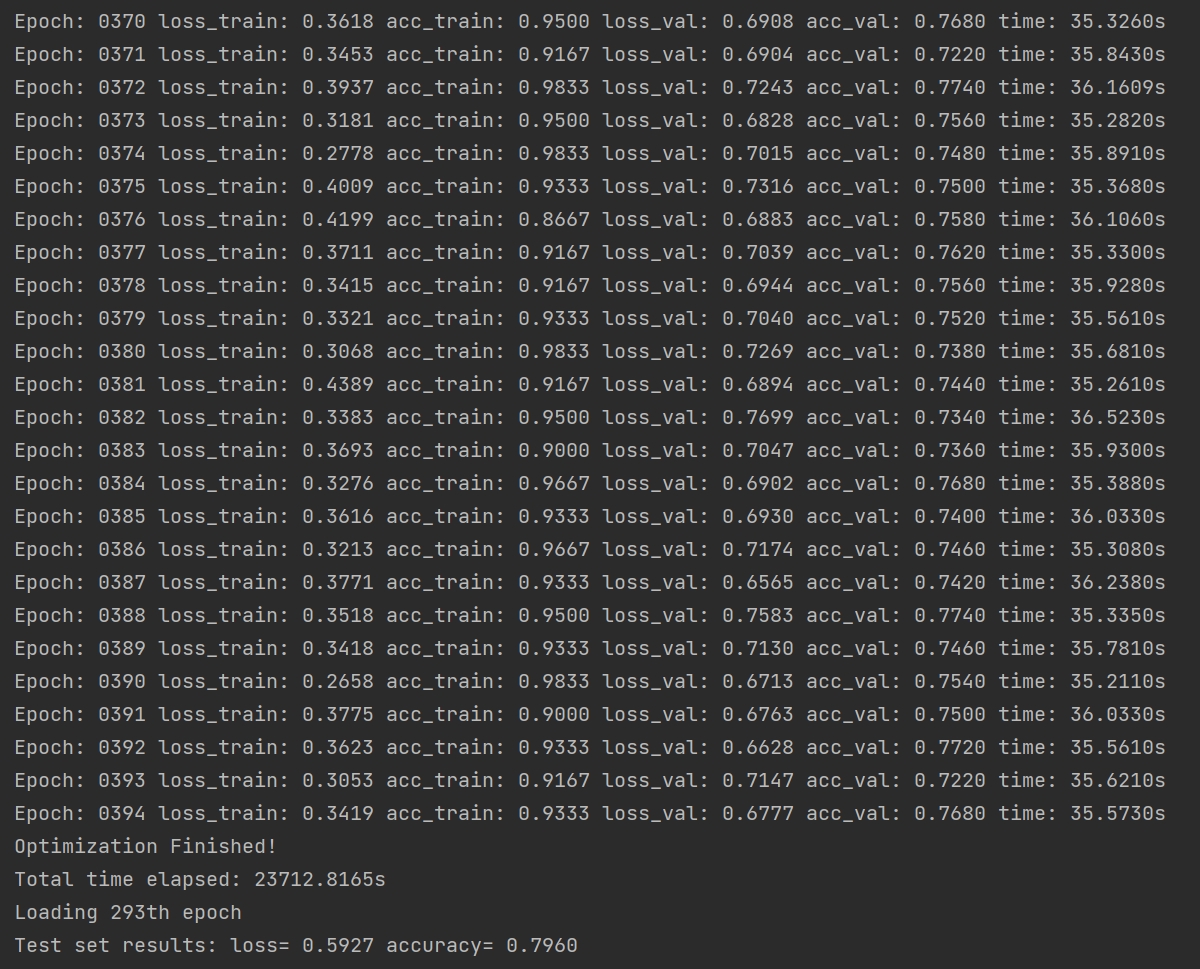 Epoch: 0370 loss_train: 0.3618 acc_train: 0.9500 loss_val: 0.6908 acc_val: 0.7680 time: 35.3260s
Epoch: 0371 loss_train: 0.3453 acc_train: 0.9167 loss_val: 0.6904 acc_val: 0.7220 time: 35.8430s
Epoch: 0372 loss_train: 0.3937 acc_train: 0.9833 loss_val: 0.7243 acc_val: 0.7740 time: 36.1609s
Epoch: 0373 loss_train: 0.3181 acc_train: 0.9500 loss_val: 0.6828 acc_val: 0.7560 time: 35.2820s
Epoch: 0374 loss_train: 0.2778 acc_train: 0.9833 loss_val: 0.7015 acc_val: 0.7480 time: 35.8910s
Epoch: 0375 loss_train: 0.4009 acc_train: 0.9333 loss_val: 0.7316 acc_val: 0.7500 time: 35.3680s
Epoch: 0376 loss_train: 0.4199 acc_train: 0.8667 loss_val: 0.6883 acc_val: 0.7580 time: 36.1060s
Epoch: 0377 loss_train: 0.3711 acc_train: 0.9167 loss_val: 0.7039 acc_val: 0.7620 time: 35.3300s
Epoch: 0378 loss_train: 0.3415 acc_train: 0.9167 loss_val: 0.6944 acc_val: 0.7560 time: 35.9280s
Epoch: 0379 loss_train: 0.3321 acc_train: 0.9333 loss_val: 0.7040 acc_val: 0.7520 time: 35.5610s
Epoch: 0380 loss_train: 0.3068 acc_train: 0.9833 loss_val: 0.7269 acc_val: 0.7380 time: 35.6810s
Epoch: 0381 loss_train: 0.4389 acc_train: 0.9167 loss_val: 0.6894 acc_val: 0.7440 time: 35.2610s
Epoch: 0382 loss_train: 0.3383 acc_train: 0.9500 loss_val: 0.7699 acc_val: 0.7340 time: 36.5230s
Epoch: 0383 loss_train: 0.3693 acc_train: 0.9000 loss_val: 0.7047 acc_val: 0.7360 time: 35.9300s
Epoch: 0384 loss_train: 0.3276 acc_train: 0.9667 loss_val: 0.6902 acc_val: 0.7680 time: 35.3880s
Epoch: 0385 loss_train: 0.3616 acc_train: 0.9333 loss_val: 0.6930 acc_val: 0.7400 time: 36.0330s
Epoch: 0386 loss_train: 0.3213 acc_train: 0.9667 loss_val: 0.7174 acc_val: 0.7460 time: 35.3080s
Epoch: 0387 loss_train: 0.3771 acc_train: 0.9333 loss_val: 0.6565 acc_val: 0.7420 time: 36.2380s
Epoch: 0388 loss_train: 0.3518 acc_train: 0.9500 loss_val: 0.7583 acc_val: 0.7740 time: 35.3350s
Epoch: 0389 loss_train: 0.3418 acc_train: 0.9333 loss_val: 0.7130 acc_val: 0.7460 time: 35.7810s
Epoch: 0390 loss_train: 0.2658 acc_train: 0.9833 loss_val: 0.6713 acc_val: 0.7540 time: 35.2110s
Epoch: 0391 loss_train: 0.3775 acc_train: 0.9000 loss_val: 0.6763 acc_val: 0.7500 time: 36.0330s
Epoch: 0392 loss_train: 0.3623 acc_train: 0.9333 loss_val: 0.6628 acc_val: 0.7720 time: 35.5610s
Epoch: 0393 loss_train: 0.3053 acc_train: 0.9167 loss_val: 0.7147 acc_val: 0.7220 time: 35.6210s
Epoch: 0394 loss_train: 0.3419 acc_train: 0.9333 loss_val: 0.6777 acc_val: 0.7680 time: 35.5730s
Optimization Finished!
Total time elapsed: 23712.8165s
Loading 293th epoch
Test set results: loss= 0.5927 accuracy= 0.7960